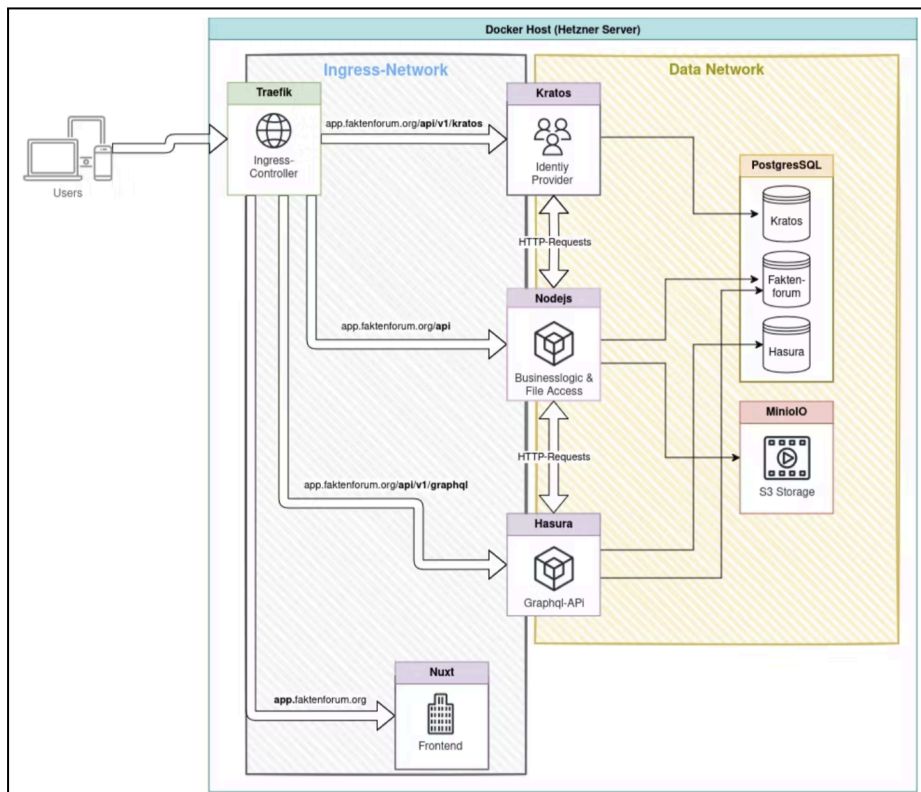 Docker Host (Hetzner Server)
Ingress-Network
Data Network
Traefik
Ingress-
Controller
Users
app.faktenforum.org/api/v1/kratos
Kratos
Identiy
Provider
PostgresSQL
Kratos
Fakten-
forum
Hasura
HTTP-Requests
Nodejs
Businesslogic &
File Access
app.faktenforum.org/api
MinioIO
S3 Storage
HTTP-Requests
app.faktenforum.org/api/v1/graphql
Hasura
Graphql-APi
Nuxt
Frontend
app.faktenforum.org